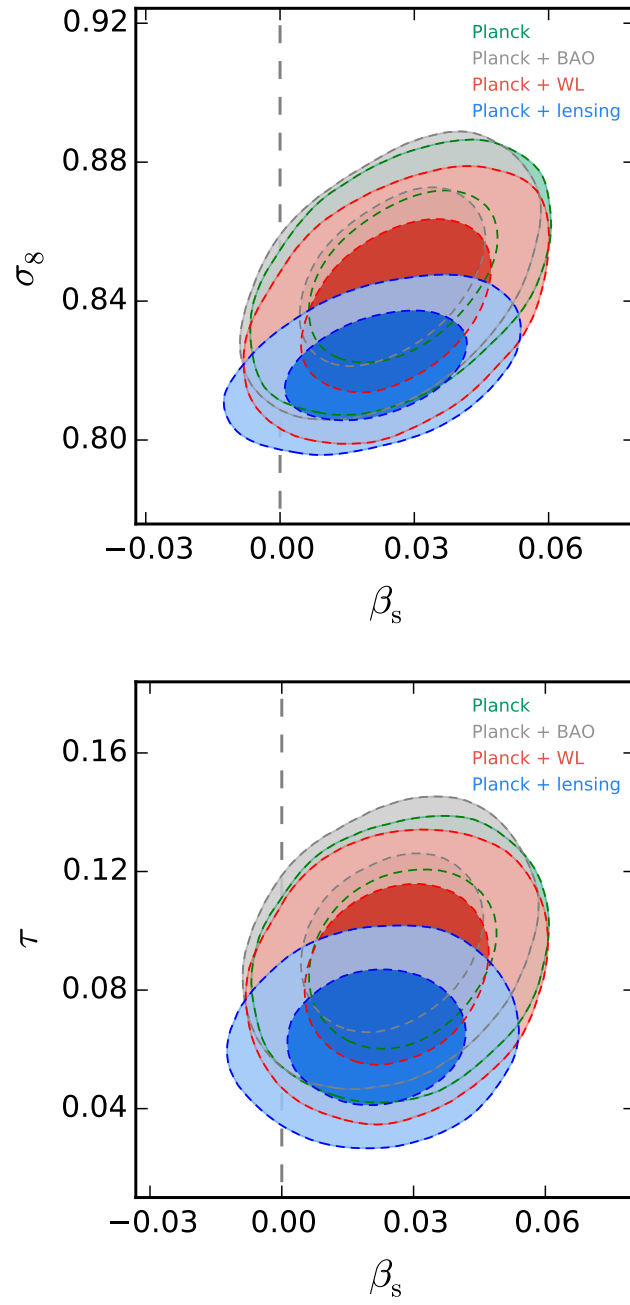 0.92
Planck
Planck + BAO
Planck + WL
Planck + lensing
0.88
σ8
0.84
0.80
−0.03 0.00 0.03 0.06
βs
Planck
Planck + BAO
Planck + WL
Planck + lensing
0.16
0.12
τ
0.08
0.04
−0.03 0.00 0.03 0.06
βs